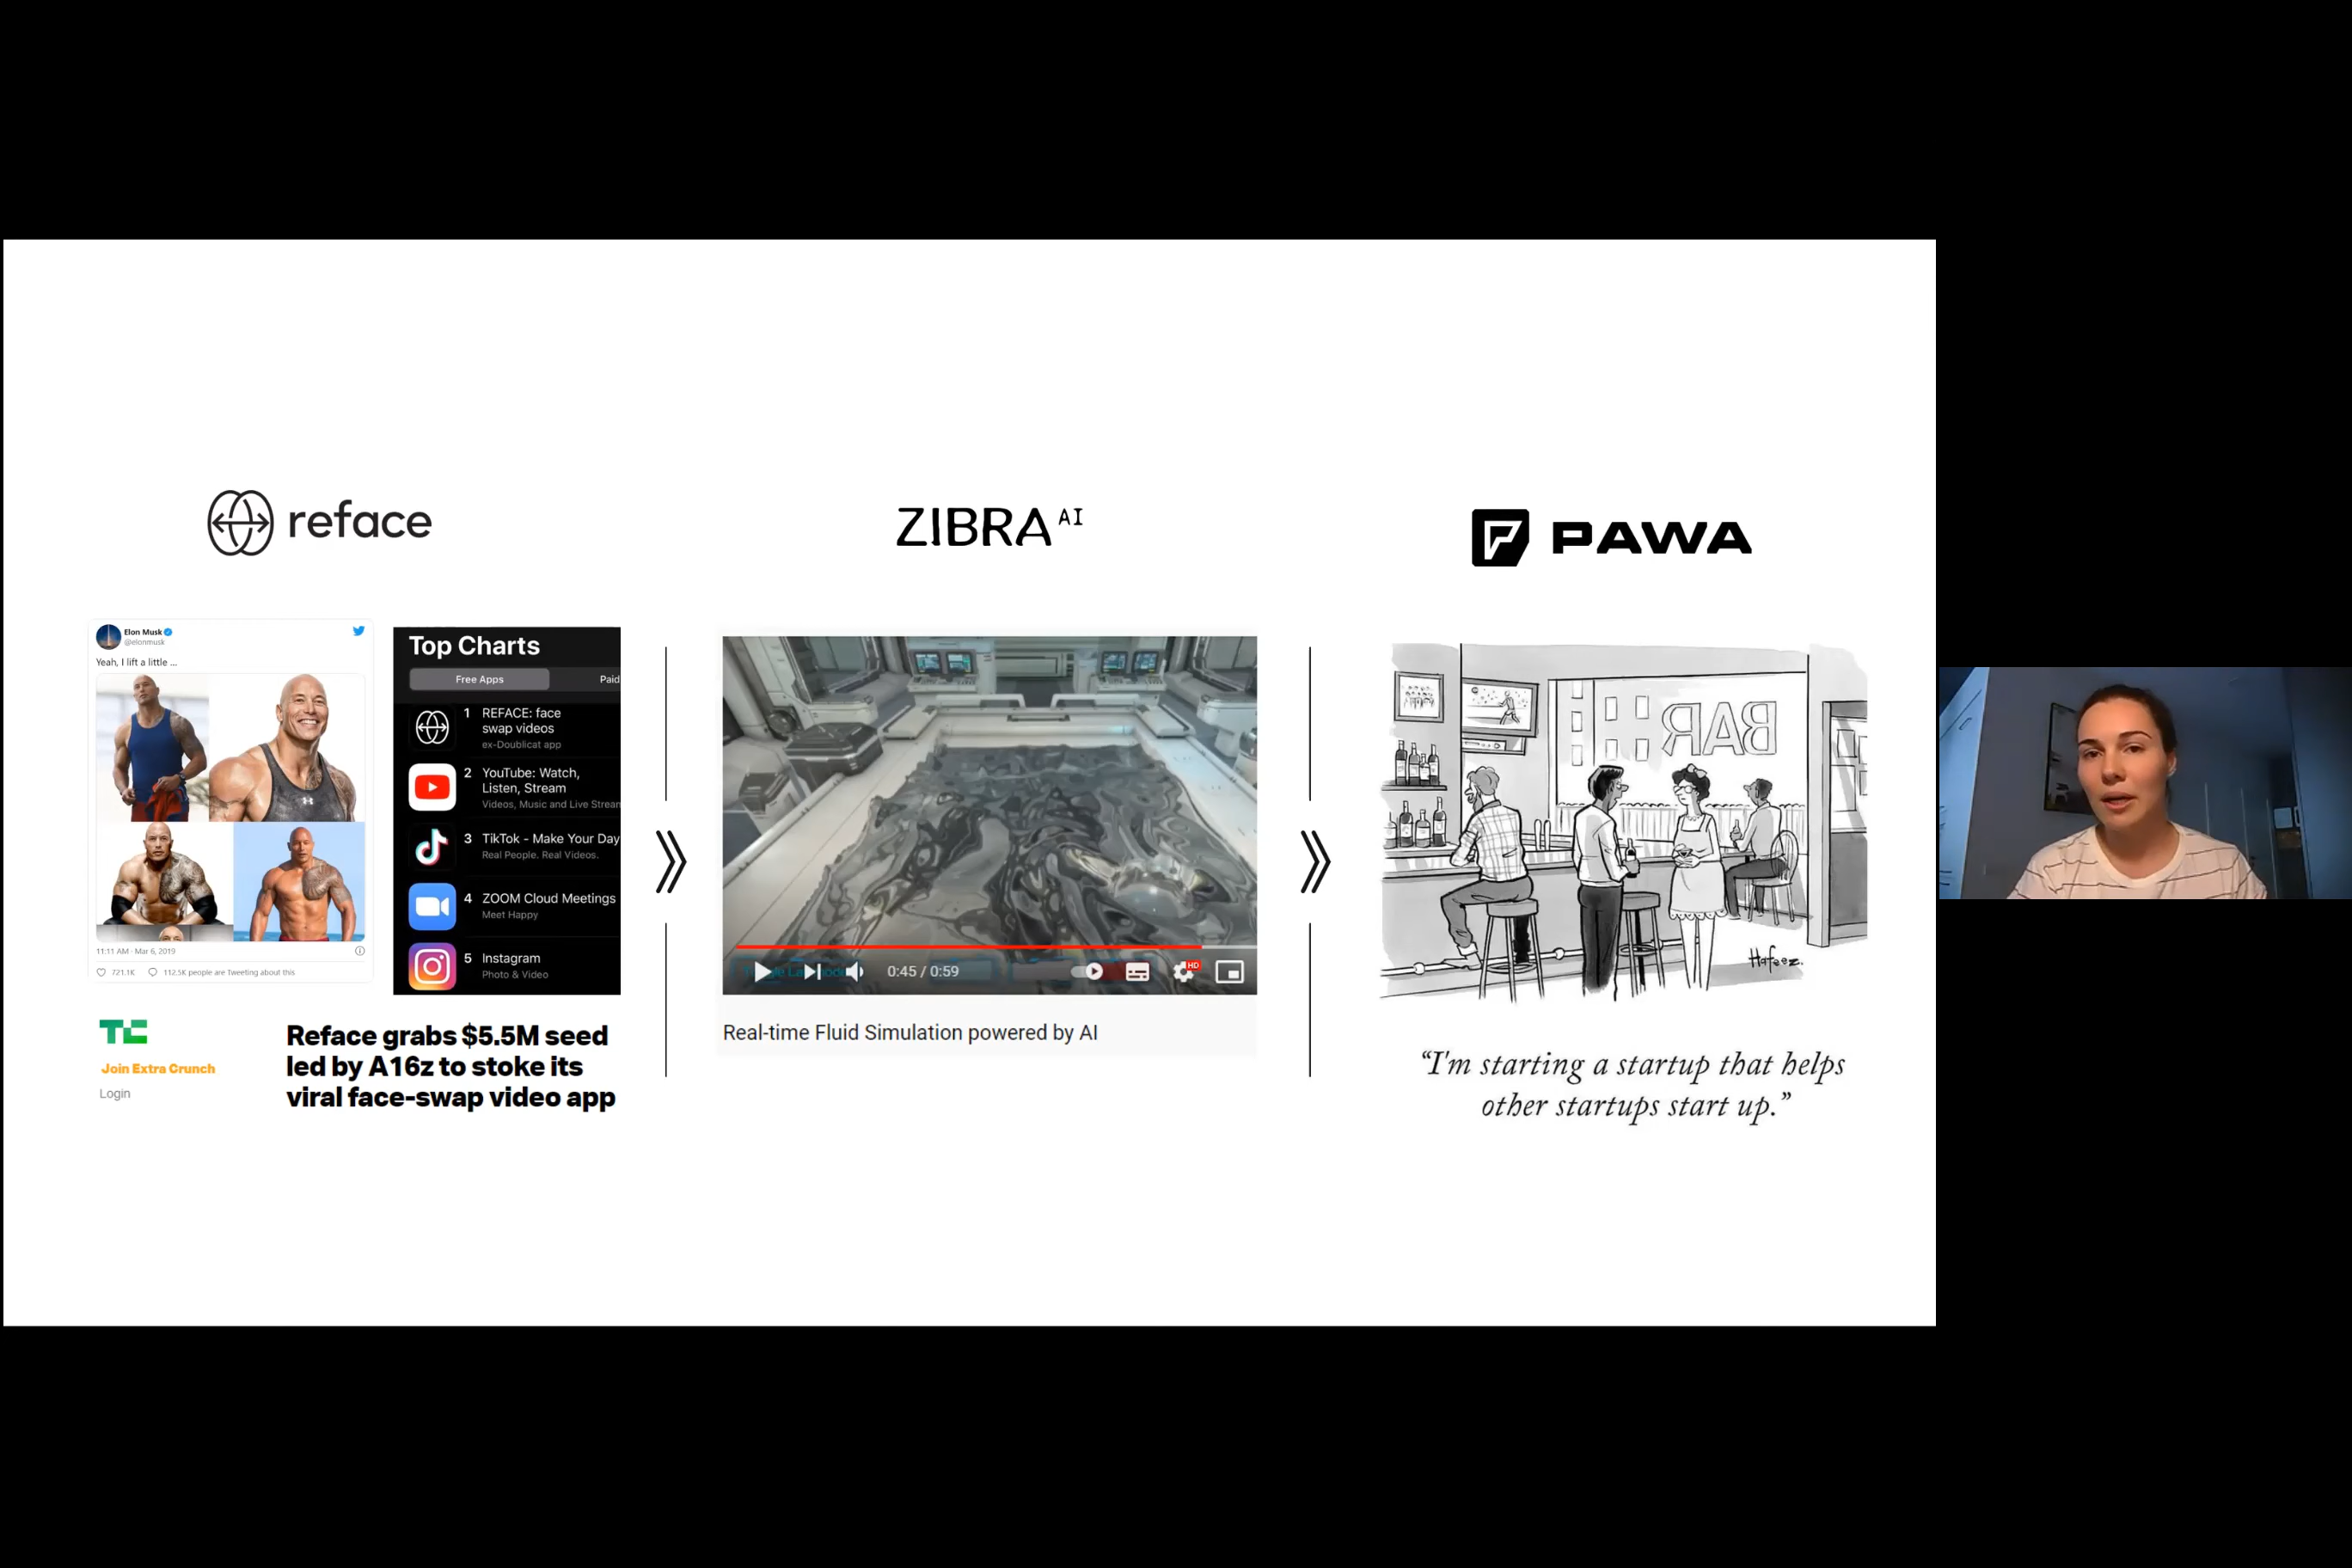 reface
Elon Musk
@elonmusk
Yeah, I lift a little ...
11:11 AM · Mar 6, 2019
721.1K 112.5K people are Tweeting about this
Top Charts
Free Apps Paid
1 REFACE: face
swap videos
ex-Doublicat app
2 YouTube: Watch,
Listen, Stream
Videos, Music and Live Strean
3 TikTok - Make Your Day
Real People. Real Videos.
4 ZOOM Cloud Meetings
Meet Happy
5 Instagram
Photo & Video
TC
Join Extra Crunch
Login
Reface grabs $5.5M seed
led by A16z to stoke its
viral face-swap video app
ZIBRA AI
0:45 / 0:59
HD
Real-time Fluid Simulation powered by AI
PAWA
BAR
Hafeez.
“I'm starting a startup that helps
other startups start up.”